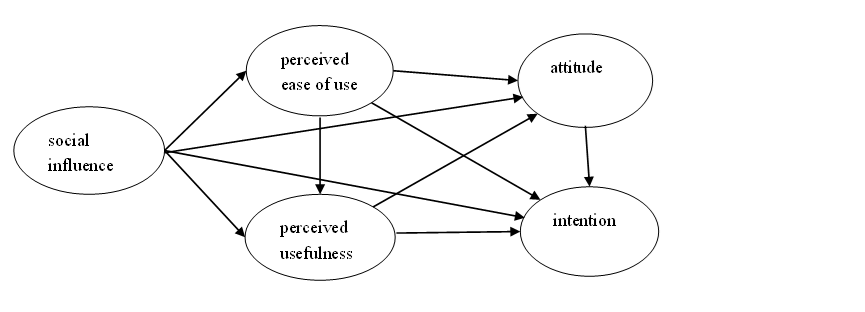 perceived
ease of use
attitude
social
influence
perceived
usefulness
intention